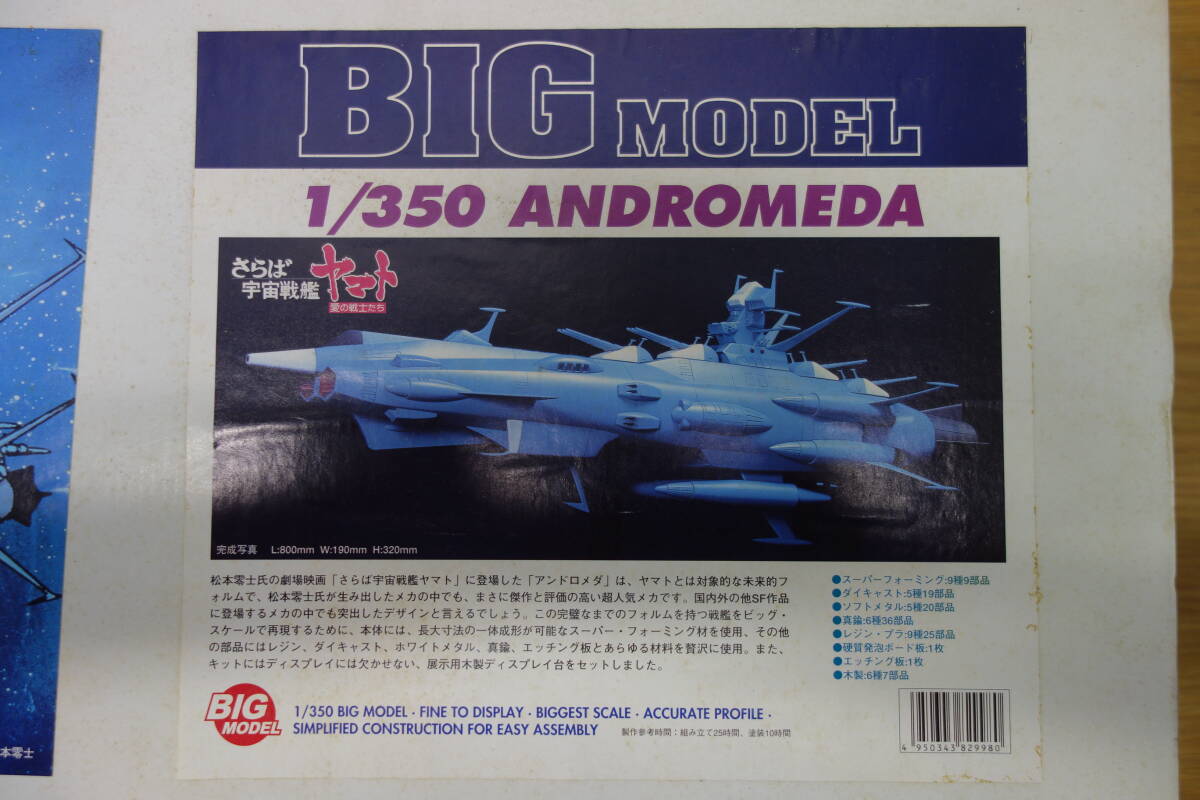 BIG MODEL
1/350 ANDROMEDA
さらば
宇宙戦艦
ヤマト
愛の戦士たち
完成写真 L:800mm W:190mm H:320mm
松本零士氏の劇場映画「さらば宇宙戦艦ヤマト」に登場した「アンドロメダ」は、ヤマトとは対象的な未来的フ
ォルムで、松本零士氏が生み出したメカの中でも、まさに傑作と評価の高い超人気メカです。国内外の他SF作品
に登場するメカの中でも突出したデザインと言えるでしょう。この完璧なまでのフォルムを持つ戦艦をビッグ・
スケールで再現するために、本体には、長大寸法の一体成形が可能なスーパー・フォーミング材を使用、その他
の部品にはレジン、ダイキャスト、ホワイトメタル、真鍮、エッチング板とあらゆる材料を贅沢に使用。また、
キットにはディスプレイには欠かせない、展示用木製ディスプレイ台をセットしました。
●スーパーフォーミング:9種9部品
●ダイキャスト:5種19部品
●ソフトメタル:5種20部品
●真鍮:6種36部品
●レジン・プラ:9種25部品
●硬質発泡ボード板:1枚
●エッチング板:1枚
●木製:6種7部品
BIG
MODEL
1/350 BIG MODEL · FINE TO DISPLAY · BIGGEST SCALE · ACCURATE PROFILE ·
SIMPLIFIED CONSTRUCTION FOR EASY ASSEMBLY 製作参考時間:組み立て25時間、塗装10時間
4 950343 829980
本零士